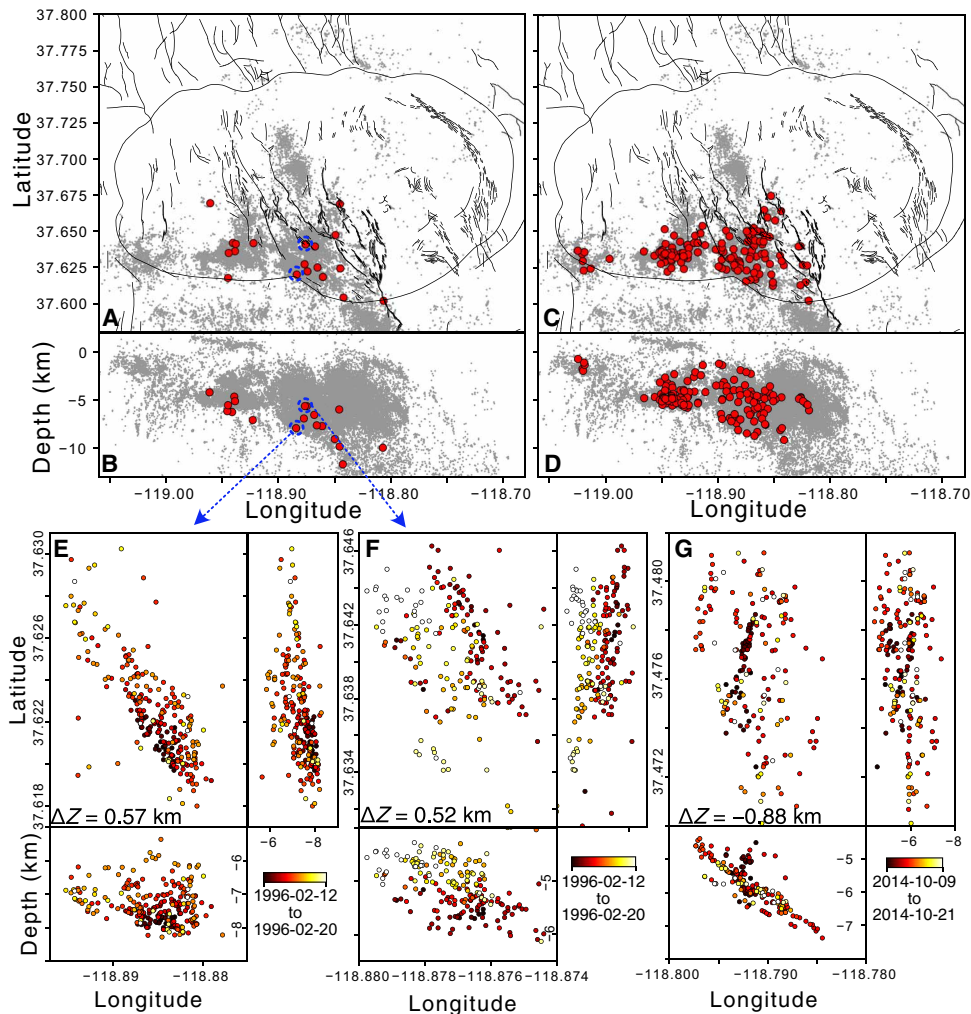 37.800
37.775
37.750
37.725
37.700
37.675
37.650
37.625
37.600
Latitude
A
C
0
−5
−10
Depth (km)
B
D
−119.00
−118.90
−118.80
−118.70
−119.00
−118.90
−118.80
−118.70
Longitude
Longitude
E
F
G
37.630
37.626
37.622
37.618
Latitude
37.646
37.642
37.638
37.634
37.480
37.476
37.472
ΔZ = 0.57 km
ΔZ = 0.52 km
ΔZ = −0.88 km
−6
−8
−6
−8
Depth (km)
−6
−7
−8
1996-02-12
to
1996-02-20
−5
−6
1996-02-12
to
1996-02-20
−5
−6
−7
2014-10-09
to
2014-10-21
−118.89
−118.88
−118.880
−118.878
−118.876
−118.874
−118.800
−118.790
−118.780
Longitude
Longitude
Longitude